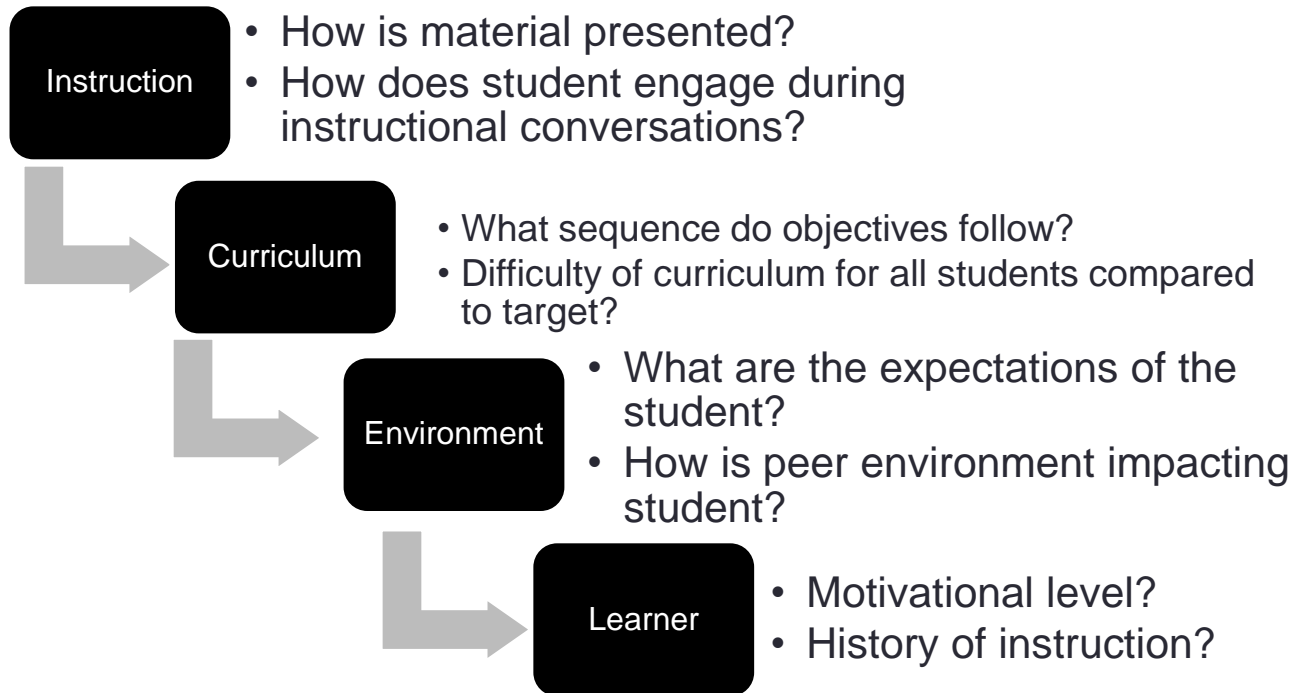 Instruction
• How is material presented?
• How does student engage during
instructional conversations?
Curriculum
• What sequence do objectives follow?
• Difficulty of curriculum for all students compared
to target?
Environment
• What are the expectations of the
student?
• How is peer environment impacting
student?
Learner
• Motivational level?
• History of instruction?